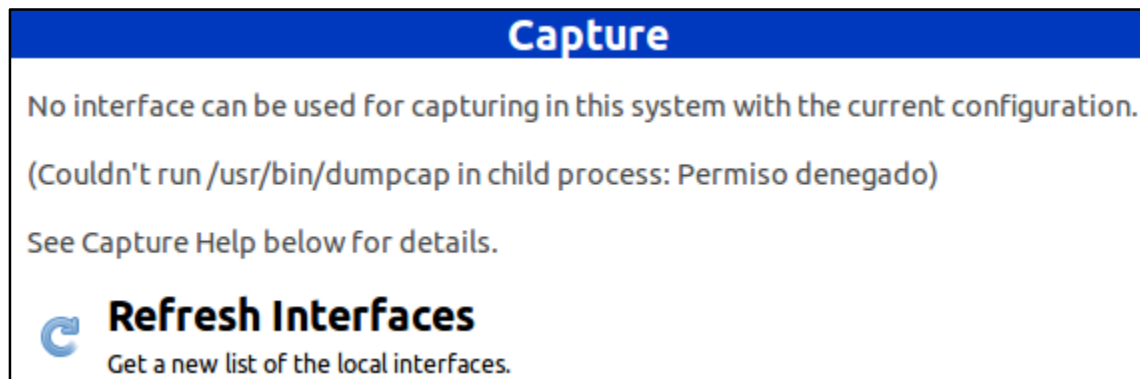 Capture
No interface can be used for capturing in this system with the current configuration.
(Couldn't run /usr/bin/dumpcap in child process: Permiso denegado)
See Capture Help below for details.
Refresh Interfaces
Get a new list of the local interfaces.